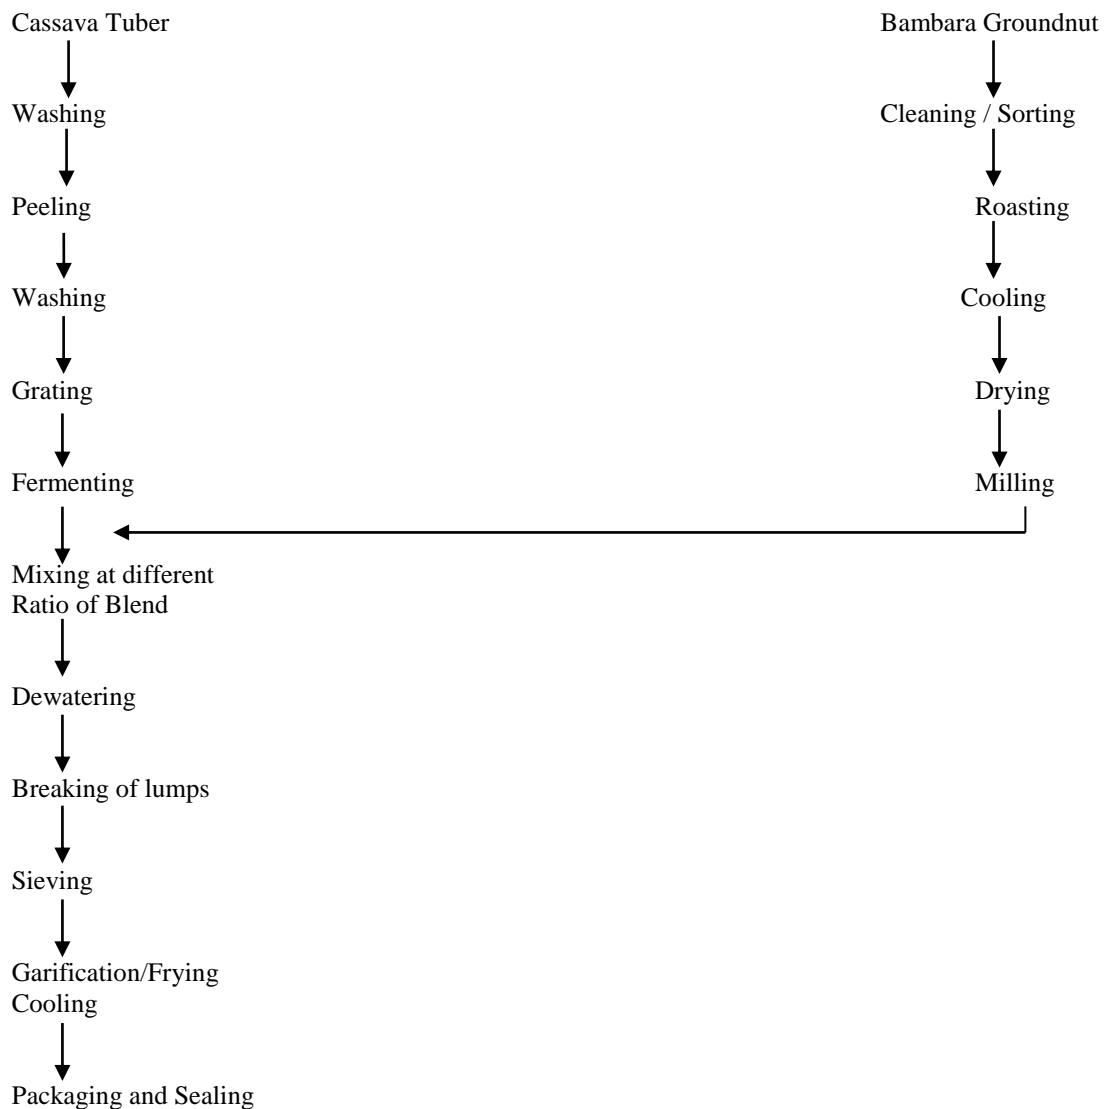 Cassava Tuber
Bambara Groundnut
Washing
Cleaning / Sorting
Peeling
Roasting
Washing
Cooling
Grating
Drying
Fermenting
Milling
Mixing at different
Ratio of Blend
Dewatering
Breaking of lumps
Sieving
Garification/Frying
Cooling
Packaging and Sealing